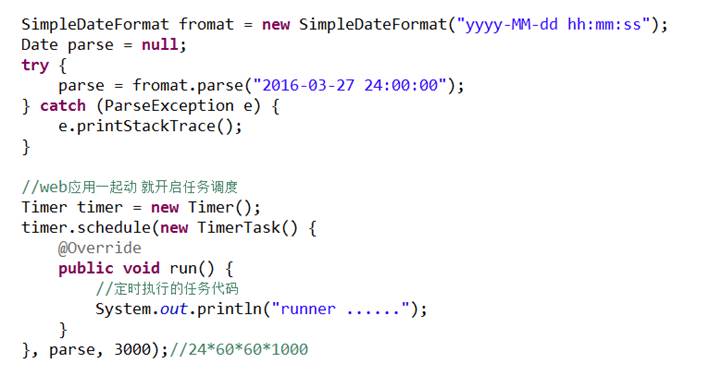 SimpleDateFormat fromat = new SimpleDateFormat("yyyy-MM-dd hh:mm:ss");
Date parse = null;
try {
    parse = fromat.parse("2016-03-27 24:00:00");
} catch (ParseException e) {
    e.printStackTrace();
}

//web应用一起动 就开启任务调度
Timer timer = new Timer();
timer.schedule(new TimerTask() {
    @Override
    public void run() {
        //定时执行的任务代码
        System.out.println("runner ......");
    }
}, parse, 3000);//24*60*60*1000